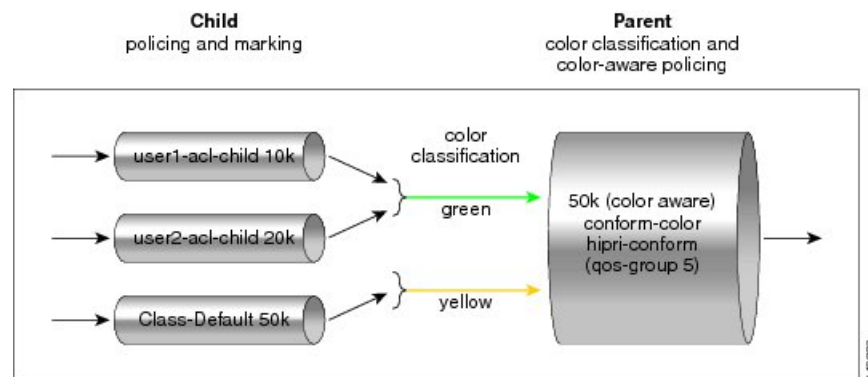 Child
policing and marking
Parent
color classification and
color-aware policing
user1-acl-child 10k
user2-acl-child 20k
Class-Default 50k
color
classification
green
yellow
50k (color aware)
conform-color
hipri-conform
(qos-group 5)